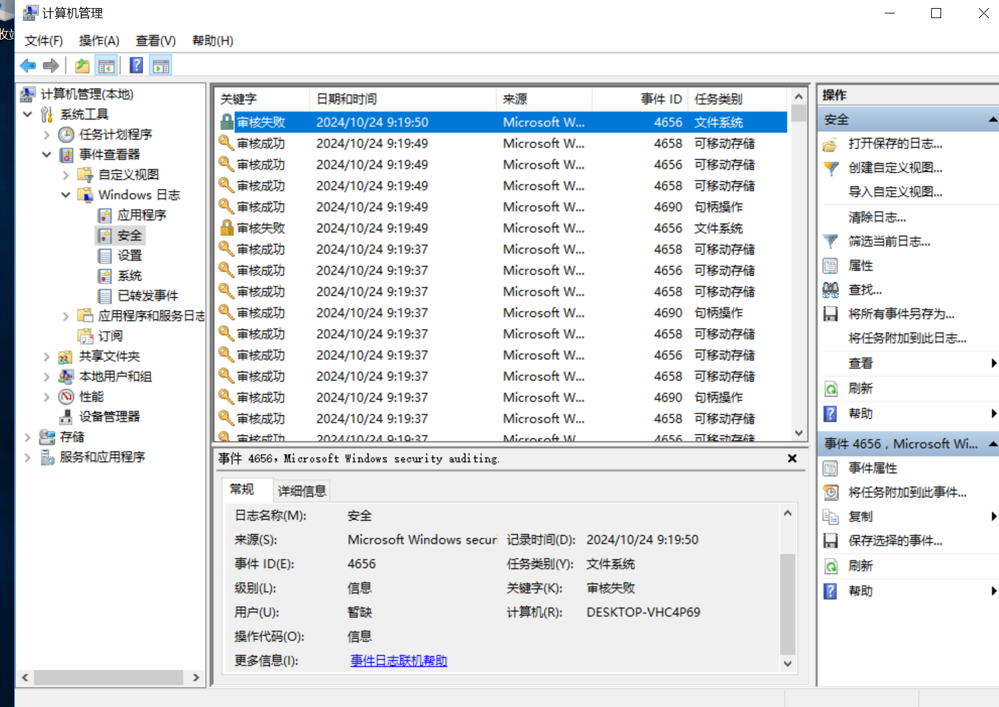 收站
计算机管理
文件(F) 操作(A) 查看(V) 帮助(H)
计算机管理(本地)
系统工具
任务计划程序
事件查看器
自定义视图
Windows 日志
应用程序
安全
设置
系统
已转发事件
应用程序和服务日志
订阅
共享文件夹
本地用户和组
性能
设备管理器
存储
服务和应用程序
关键字 日期和时间 来源 事件 ID 任务类别
审核失败 2024/10/24 9:19:50 Microsoft W... 4656 文件系统
审核成功 2024/10/24 9:19:49 Microsoft W... 4658 可移动存储
审核成功 2024/10/24 9:19:49 Microsoft W... 4656 可移动存储
审核成功 2024/10/24 9:19:49 Microsoft W... 4658 可移动存储
审核成功 2024/10/24 9:19:49 Microsoft W... 4690 句柄操作
审核失败 2024/10/24 9:19:49 Microsoft W... 4656 文件系统
审核成功 2024/10/24 9:19:37 Microsoft W... 4658 可移动存储
审核成功 2024/10/24 9:19:37 Microsoft W... 4656 可移动存储
审核成功 2024/10/24 9:19:37 Microsoft W... 4658 可移动存储
审核成功 2024/10/24 9:19:37 Microsoft W... 4690 句柄操作
审核成功 2024/10/24 9:19:37 Microsoft W... 4658 可移动存储
审核成功 2024/10/24 9:19:37 Microsoft W... 4656 可移动存储
审核成功 2024/10/24 9:19:37 Microsoft W... 4658 可移动存储
审核成功 2024/10/24 9:19:37 Microsoft W... 4690 句柄操作
审核成功 2024/10/24 9:19:37 Microsoft W... 4658 可移动存储
审核成功 2024/10/24 9:19:37 Microsoft W... 4656 可移动存储
事件 4656，Microsoft Windows security auditing.
常规 详细信息
日志名称(M): 安全
来源(S): Microsoft Windows securi 记录时间(D): 2024/10/24 9:19:50
事件 ID(E): 4656 任务类别(Y): 文件系统
级别(L): 信息 关键字(K): 审核失败
用户(U): 暂缺 计算机(R): DESKTOP-VHC4P69
操作代码(O): 信息
更多信息(I): 事件日志联机帮助
操作
安全
打开保存的日志...
创建自定义视图...
导入自定义视图...
清除日志...
筛选当前日志...
属性
查找...
将所有事件另存为...
将任务附加到此日志...
查看
刷新
帮助
事件 4656，Microsoft Wi...
事件属性
将任务附加到此事件...
复制
保存选择的事件...
刷新
帮助